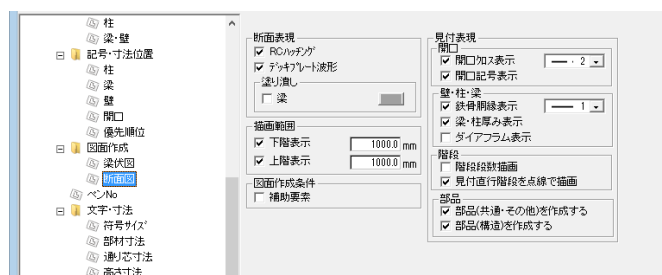 柱
梁・壁
記号・寸法位置
柱
梁
壁
開口
優先順位
図面作成
梁伏図
断面図
ペンNo
文字・寸法
符号サイズ
部材寸法
通り芯寸法
高さ寸法
断面表現
RCハッチング
デッキプレート波形
塗り潰し
梁
描画範囲
下階表示 1000.0 mm
上階表示 1000.0 mm
図面作成条件
補助要素
見付表現
開口
開口クロス表示 2
開口記号表示
壁・柱・梁
鉄骨胴縁表示 1
梁・柱厚み表示
ダイアフラム表示
階段
階段段数描画
見付直行階段を点線で描画
部品
部品(共通・その他)を作成する
部品(構造)を作成する